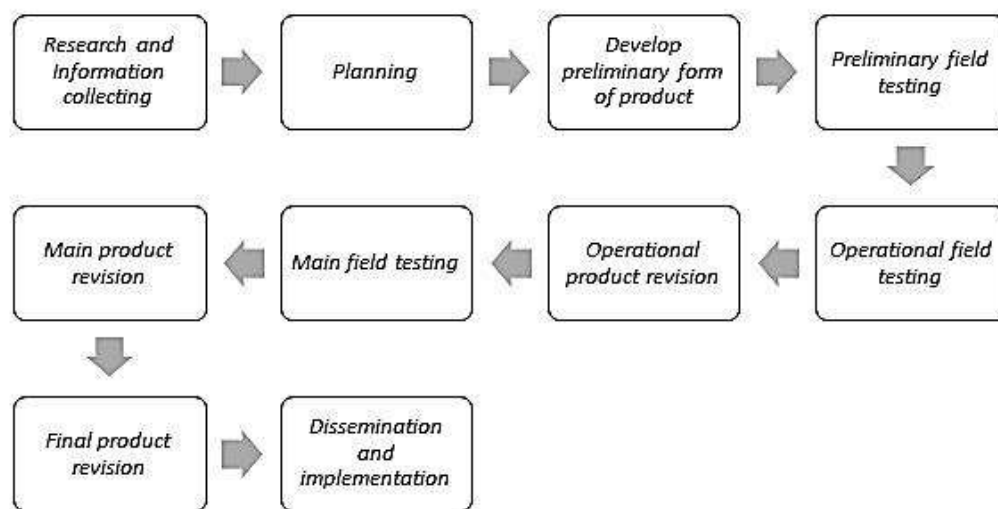 Research and
Information
collecting
Planning
Develop
preliminary form
of product
Preliminary field
testing
Operational field
testing
Operational
product revision
Main field testing
Main product
revision
Final product
revision
Dissemination
and
implementation